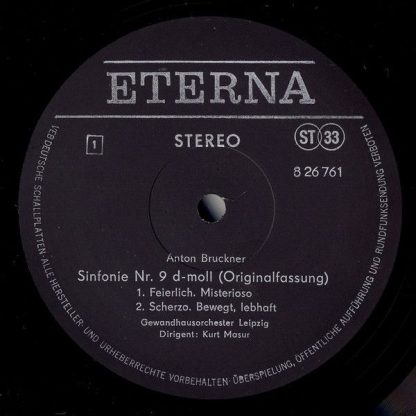 ETERNA
1
STEREO
ST 33
8 26 761
Anton Bruckner
Sinfonie Nr. 9 d-moll (Originalfassung)
1. Feierlich. Misterioso
2. Scherzo. Bewegt, lebhaft
Gewandhausorchester Leipzig
Dirigent: Kurt Masur
VEB DEUTSCHE SCHALLPLATTEN · ALLE HERSTELLER- UND URHEBERRECHTE VORBEHALTEN · ÜBERSPIELUNG, ÖFFENTLICHE AUFFÜHRUNG UND RUNDFUNKSENDUNG VERBOTEN